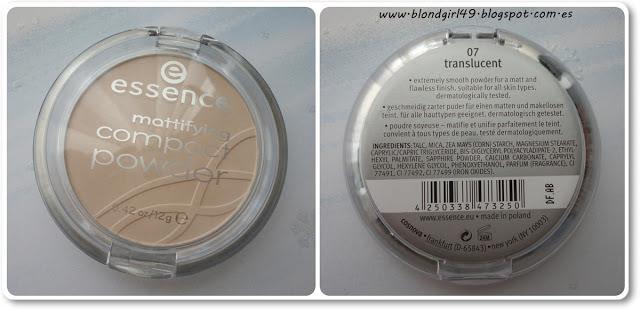 www.blondgirl49.blogspot.com.es
e
essence
mattifying
compact
powder
0.42 oz/12g e
07
translucent
• extremely smooth powder for a matt and
flawless finish. suitable for all skin types.
dermatologically tested.
• geschmeidig zarter puder für einen matten und makellosen
teint. für alle hauttypen geeignet. dermatologisch getestet.
• poudre soyeuse – matifie et unifie parfaitement le teint.
convient à tous types de peau, testé dermatologiquement.
INGREDIENTS: TALC, MICA, ZEA MAYS (CORN STARCH), MAGNESIUM STEARATE,
CAPRYLIC/CAPRIC TRIGLYCERIDE, BIS-DIGLYCERYL POLYACYLADIPATE-2, ETHYL
HEXYL PALMITATE, SAPPHIRE POWDER, CALCIUM CARBONATE, CAPRYLYL
GLYCOL, HEXYLENE GLYCOL, PHENOXYETHANOL, PARFUM (FRAGRANCE), CI
77491, CI 77492, CI 77499 (IRON OXIDES).
4 250338 473250
DF.AB
www.essence.eu • made in poland
24M
cosnova • frankfurt (D-65843) • new york (NY 10003)